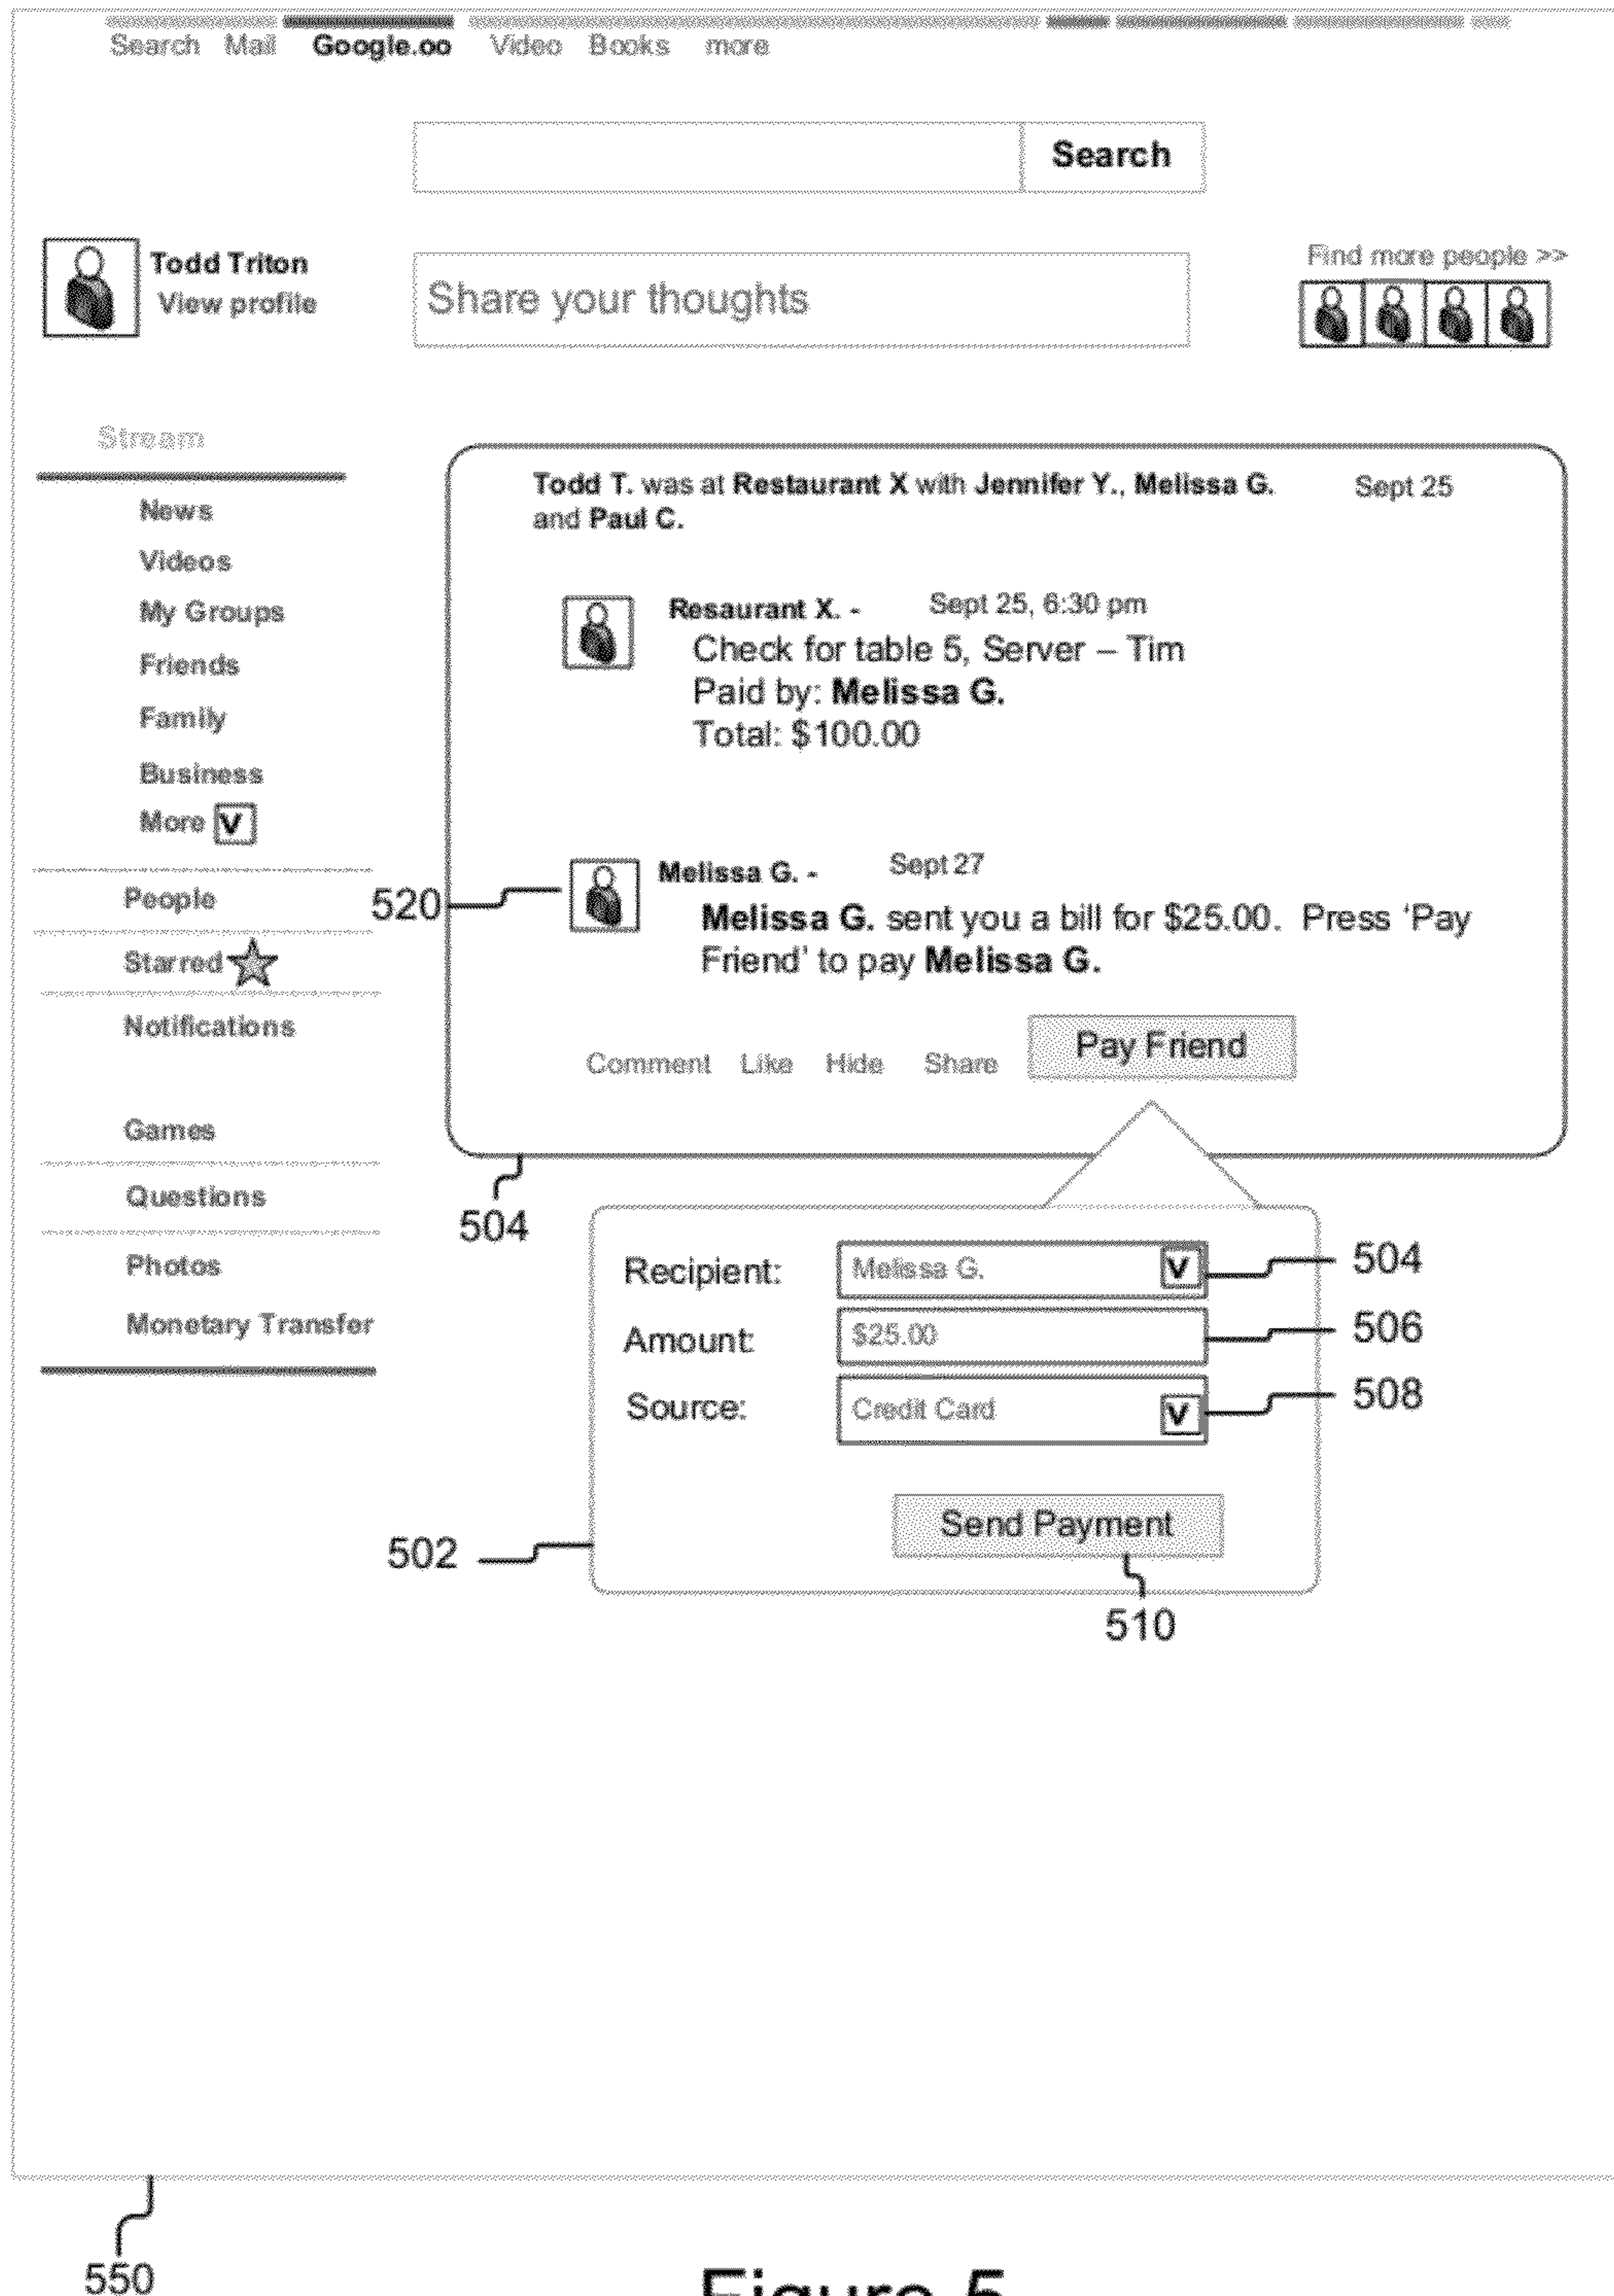 Search Mail Google.oo Video Books more
Search
Todd Triton
View profile
Share your thoughts
Find more people >>
Stream
News
Videos
My Groups
Friends
Family
Business
More V
People
Starred
Notifications
Games
Questions
Photos
Monetary Transfer
Todd T. was at Restaurant X with Jennifer Y., Melissa G. Sept 25
and Paul C.
Resaurant X. - Sept 25, 6:30 pm
Check for table 5, Server – Tim
Paid by: Melissa G.
Total: $100.00
520
Melissa G. - Sept 27
Melissa G. sent you a bill for $25.00. Press ‘Pay
Friend’ to pay Melissa G.
Comment Like Hide Share Pay Friend
504
Recipient: Melissa G. V 504
Amount: $25.00 506
Source: Credit Card V 508
Send Payment
502
510
550
Figure 5